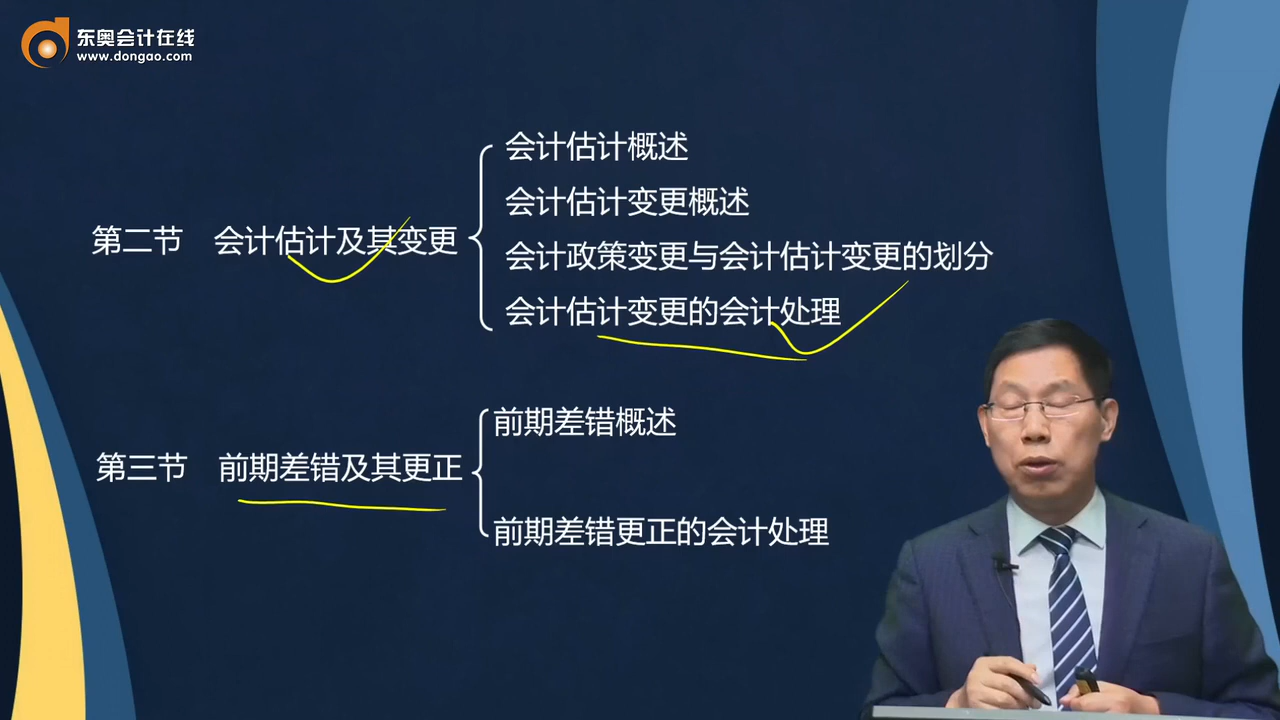 东奥会计在线
www.dongao.com
会计估计概述
会计估计变更概述
第二节 会计估计及其变更
会计政策变更与会计估计变更的划分
会计估计变更的会计处理
前期差错概述
第三节 前期差错及其更正
前期差错更正的会计处理